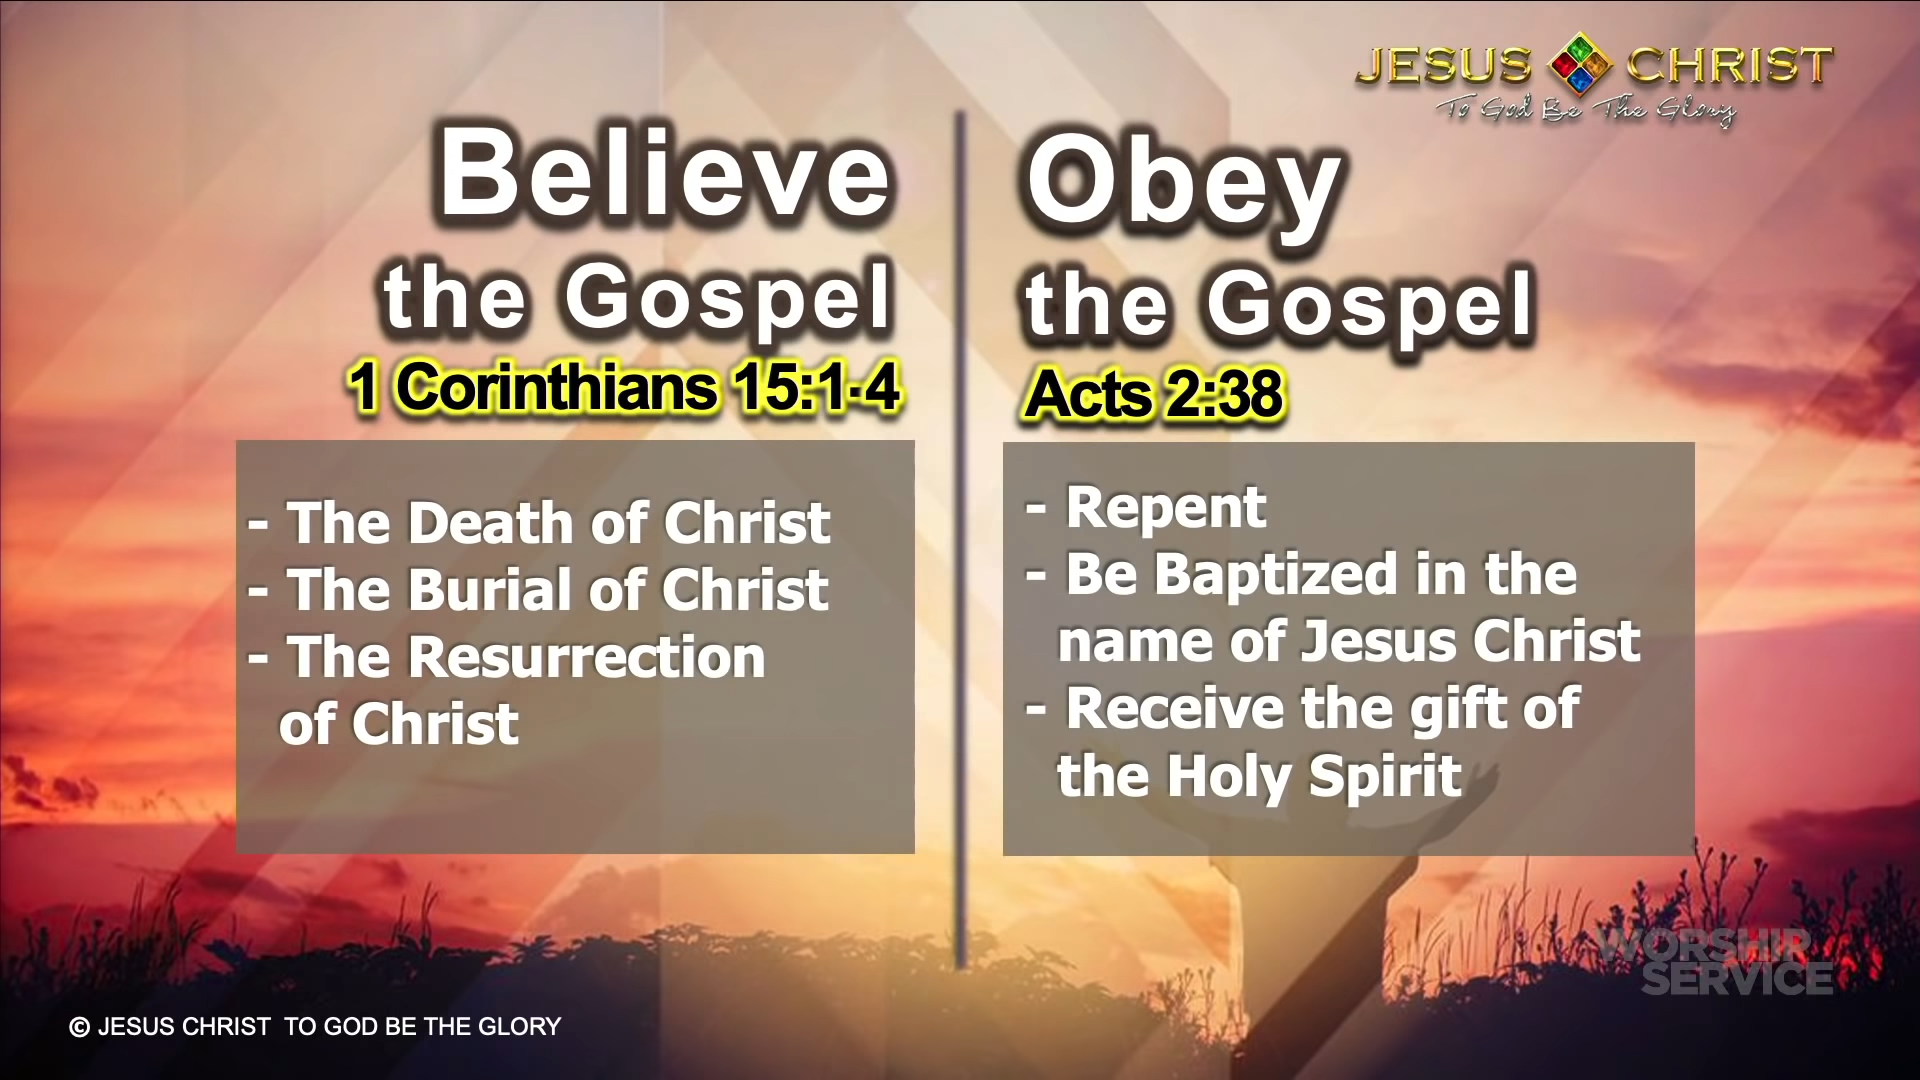 JESUS CHRIST
To God Be The Glory
Believe
the Gospel
1 Corinthians 15:1-4
- The Death of Christ
- The Burial of Christ
- The Resurrection
of Christ
Obey
the Gospel
Acts 2:38
- Repent
- Be Baptized in the
name of Jesus Christ
- Receive the gift of
the Holy Spirit
WORSHIP
SERVICE
© JESUS CHRIST TO GOD BE THE GLORY